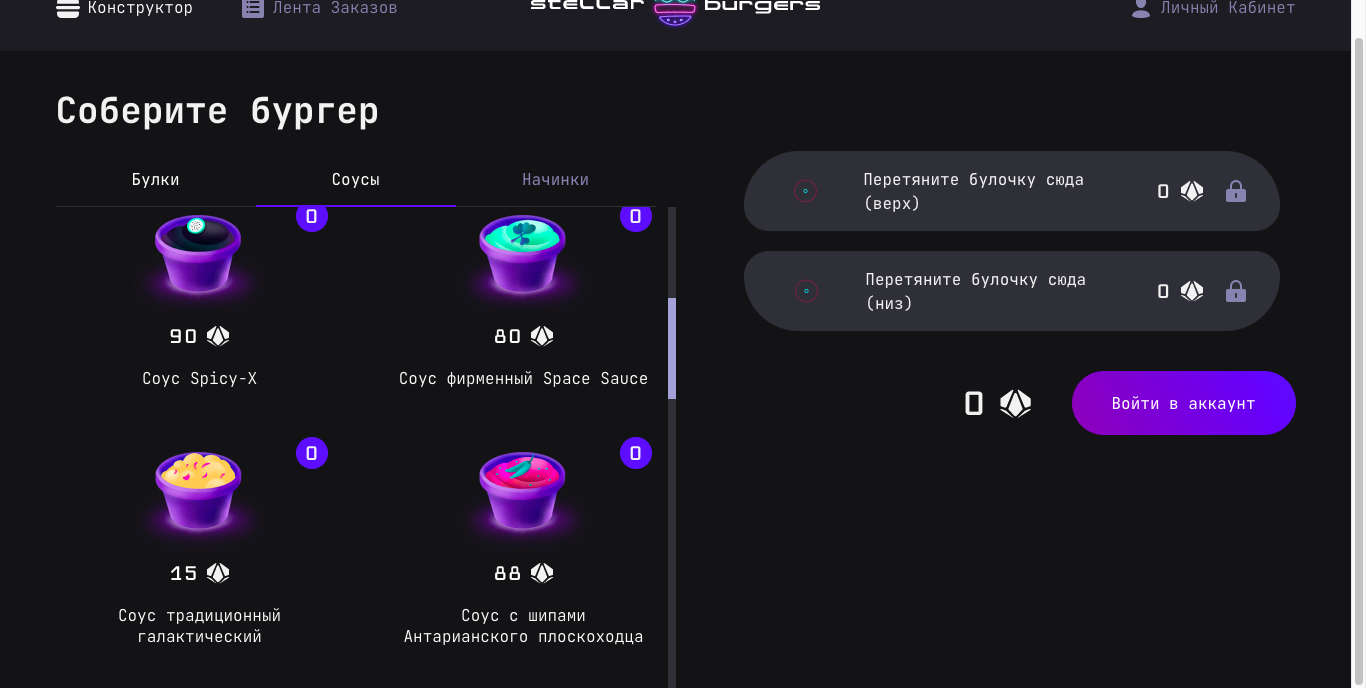 Конструктор
Лента Заказов
stellar burgers
Личный Кабинет
Соберите бургер
Булки
Соусы
Начинки
0
0
90
80
Соус Spicy-X
Соус фирменный Space Sauce
0
0
15
88
Соус традиционный
галактический
Соус с шипами
Антарианского плоскоходца
Перетяните булочку сюда
(верх)
0
Перетяните булочку сюда
(низ)
0
0
Войти в аккаунт